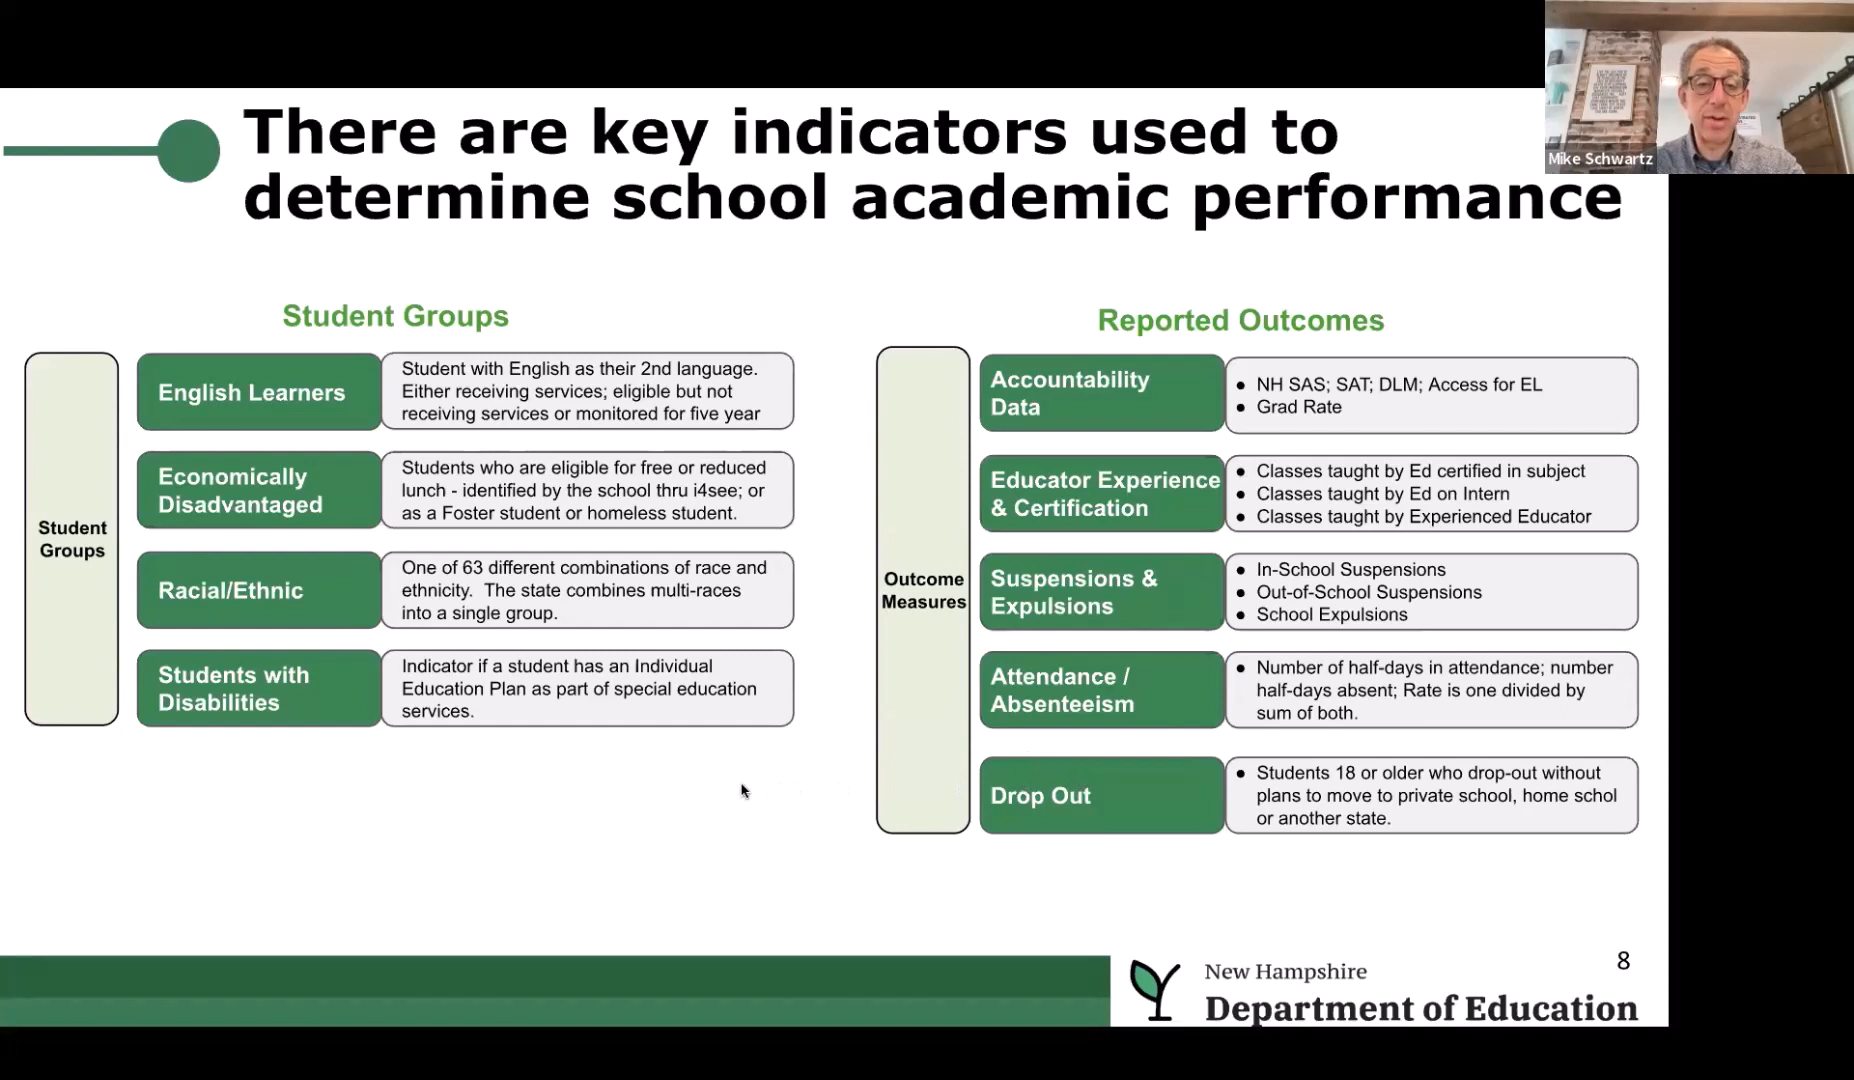 There are key indicators used to
determine school academic performance
Mike Schwartz
Student Groups
Student
Groups
English Learners
Student with English as their 2nd language.
Either receiving services; eligible but not
receiving services or monitored for five year
Economically
Disadvantaged
Students who are eligible for free or reduced
lunch - identified by the school thru i4see; or
as a Foster student or homeless student.
Racial/Ethnic
One of 63 different combinations of race and
ethnicity. The state combines multi-races
into a single group.
Students with
Disabilities
Indicator if a student has an Individual
Education Plan as part of special education
services.
Reported Outcomes
Outcome
Measures
Accountability
Data
● NH SAS; SAT; DLM; Access for EL
● Grad Rate
Educator Experience
& Certification
● Classes taught by Ed certified in subject
● Classes taught by Ed on Intern
● Classes taught by Experienced Educator
Suspensions &
Expulsions
● In-School Suspensions
● Out-of-School Suspensions
● School Expulsions
Attendance /
Absenteeism
● Number of half-days in attendance; number
half-days absent; Rate is one divided by
sum of both.
Drop Out
● Students 18 or older who drop-out without
plans to move to private school, home schol
or another state.
8
New Hampshire
Department of Education